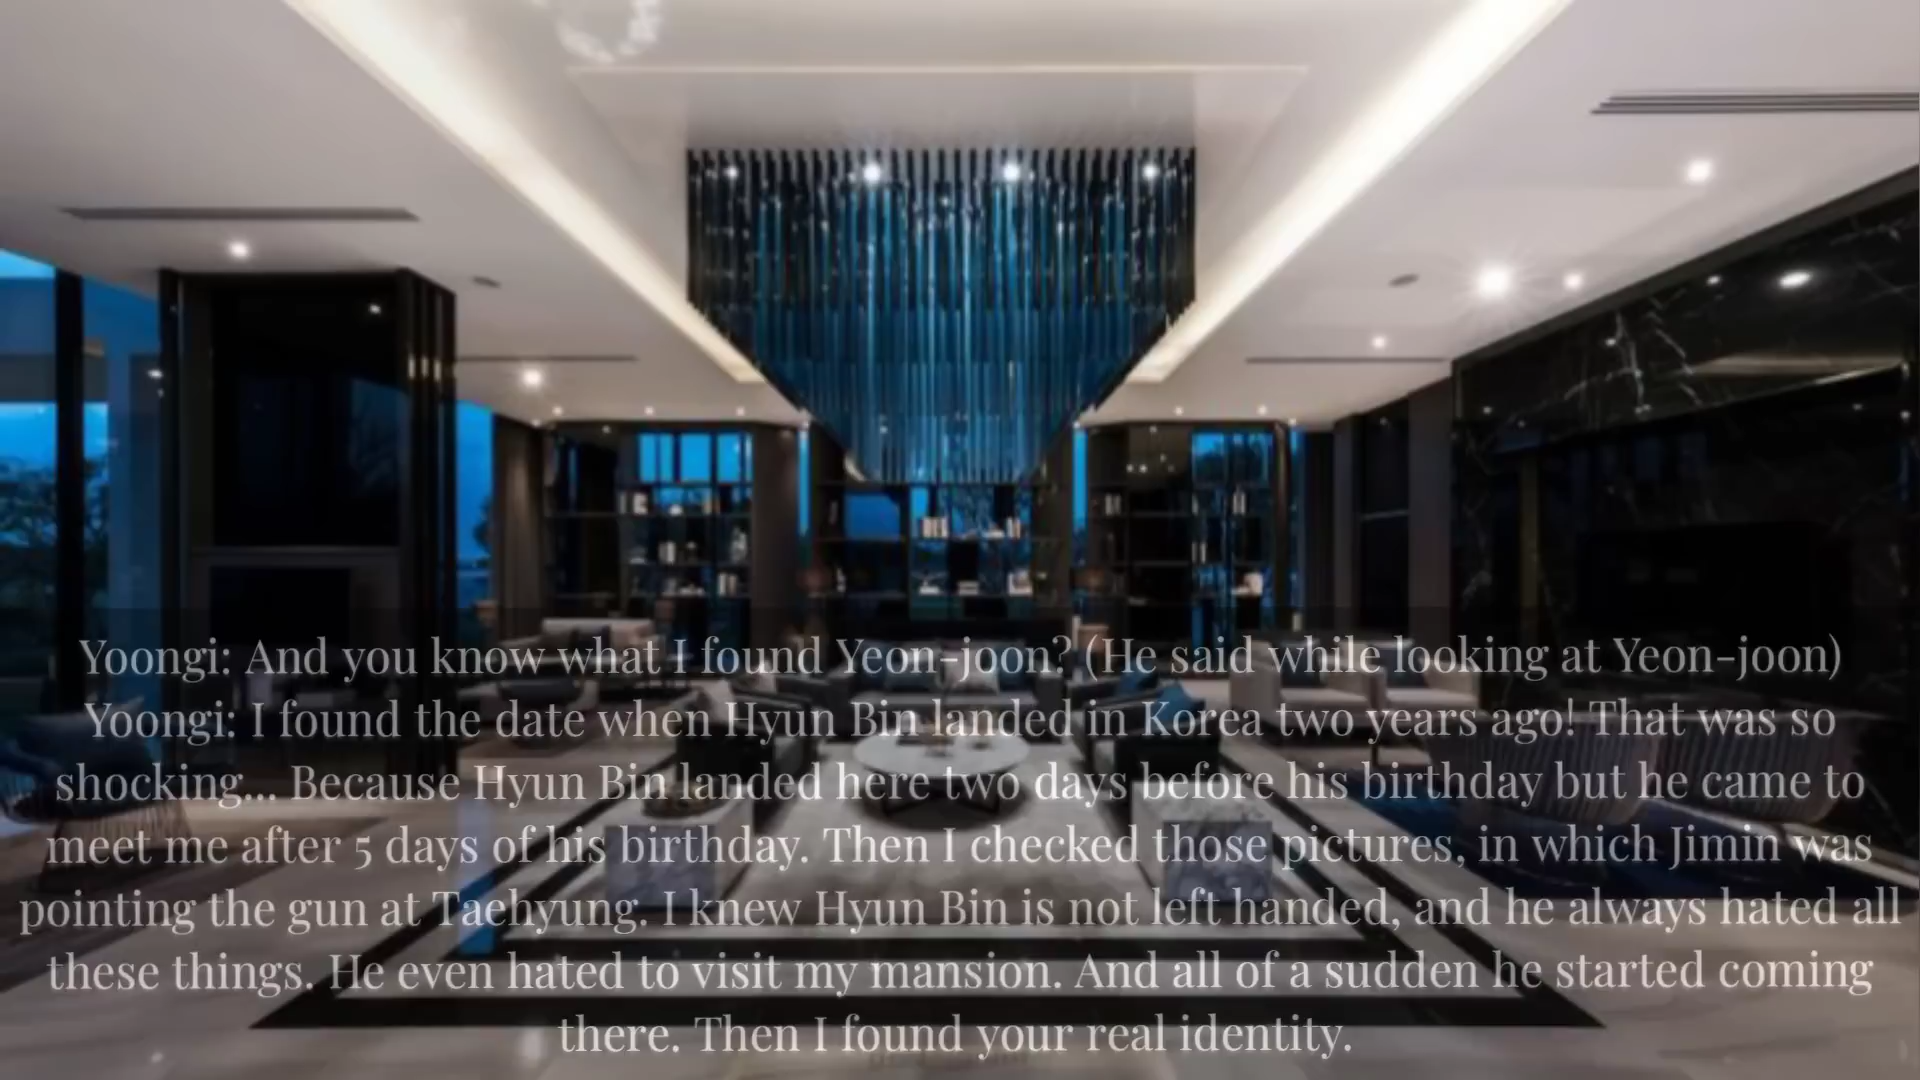 Yoongi: And you know what I found Yeon-joon? (He said while looking at Yeon-joon)
Yoongi: I found the date when Hyun Bin landed in Korea two years ago! That was so
shocking... Because Hyun Bin landed here two days before his birthday but he came to
meet me after 5 days of his birthday. Then I checked those pictures, in which Jimin was
pointing the gun at Taehyung. I knew Hyun Bin is not left handed, and he always hated all
these things. He even hated to visit my mansion. And all of a sudden he started coming
there. Then I found your real identity.